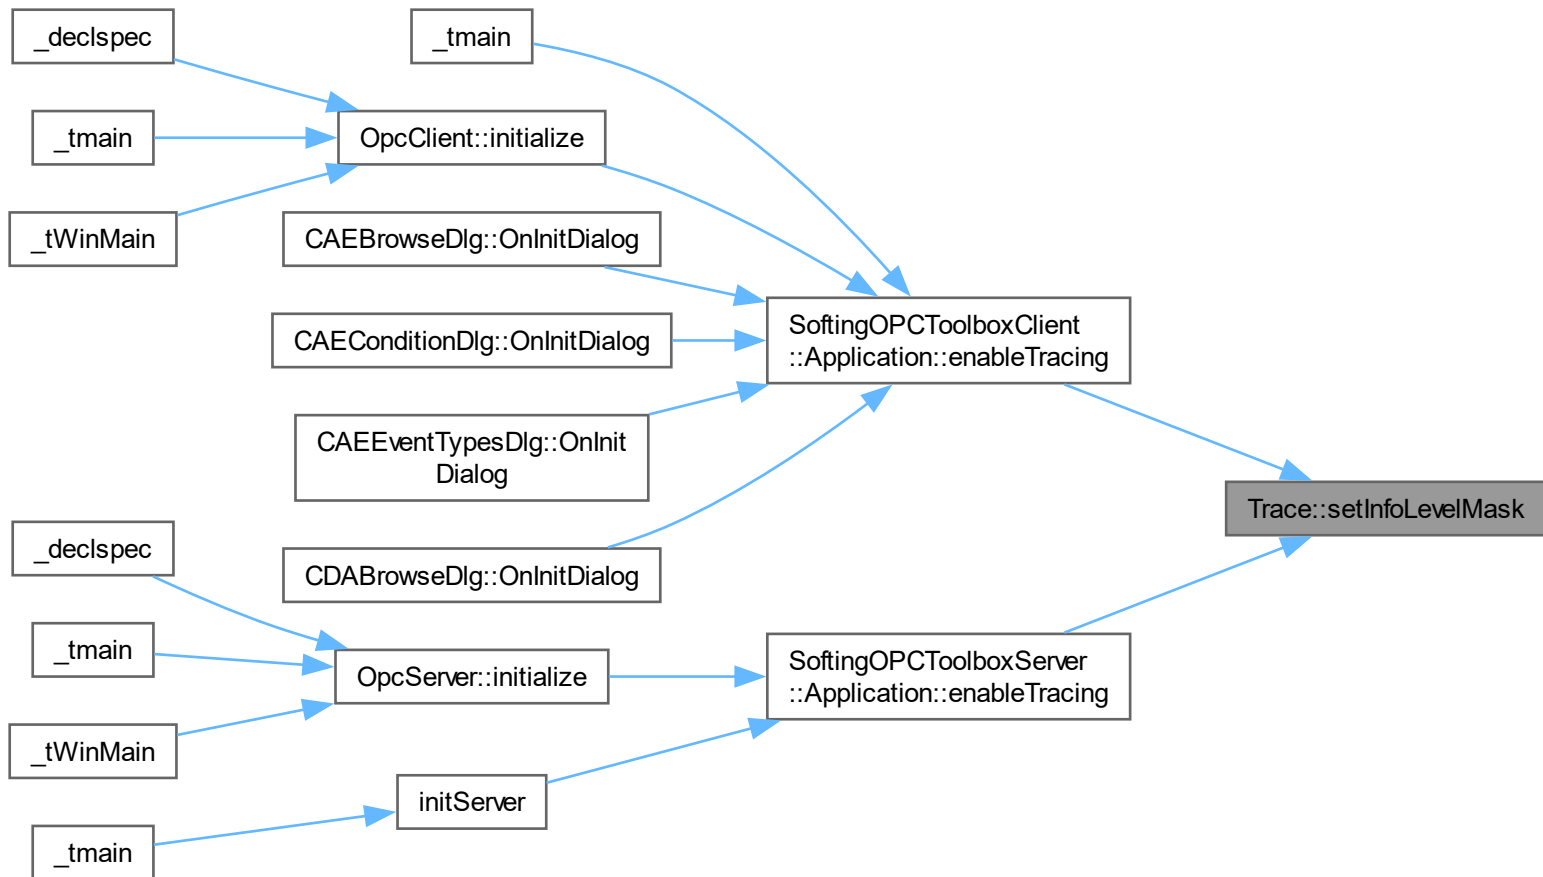 _declspec
_tmain
_tmain
OpcClient::initialize
_tWinMain
CAEBrowseDlg::OnInitDialog
CAEConditionDlg::OnInitDialog
SoftingOPCToolboxClient
::Application::enableTracing
CAEEventTypesDlg::OnInit
Dialog
Trace::setInfoLevelMask
_declspec
CDABrowseDlg::OnInitDialog
_tmain
OpcServer::initialize
SoftingOPCToolboxServer
::Application::enableTracing
_tWinMain
initServer
_tmain